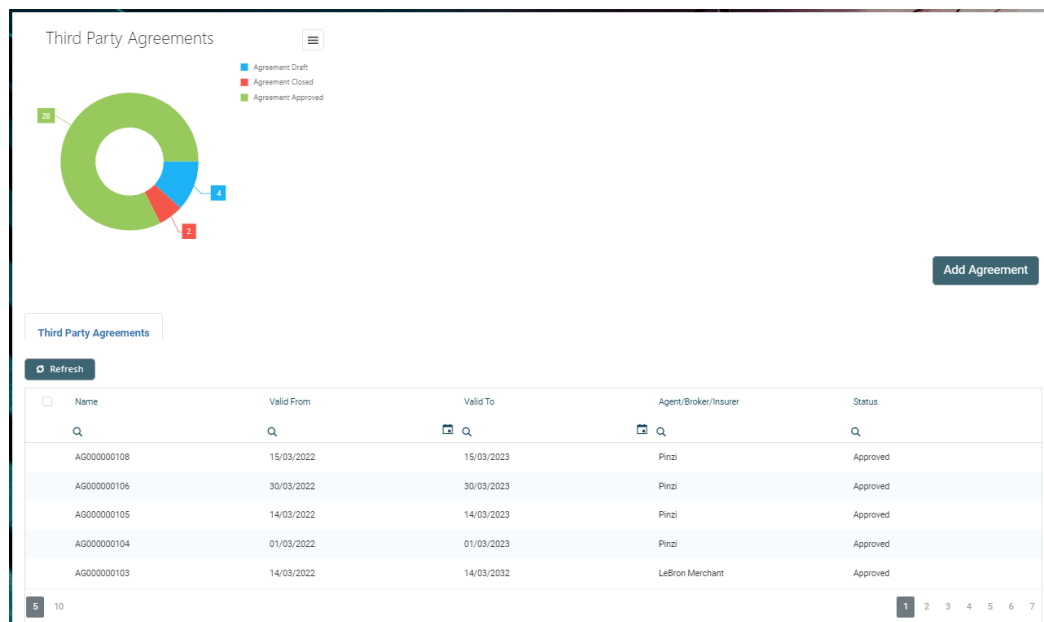 Third Party Agreements
Agreement Draft
Agreement Closed
Agreement Approved
28
4
2
Add Agreement
Third Party Agreements
Refresh
Name Valid From Valid To Agent/Broker/Insurer Status
AG000000108 15/03/2022 15/03/2023 Pinzi Approved
AG000000106 30/03/2022 30/03/2023 Pinzi Approved
AG000000105 14/03/2022 14/03/2023 Pinzi Approved
AG000000104 01/03/2022 01/03/2023 Pinzi Approved
AG000000103 14/03/2022 14/03/2032 LeBron Merchant Approved
5 10 1 2 3 4 5 6 7